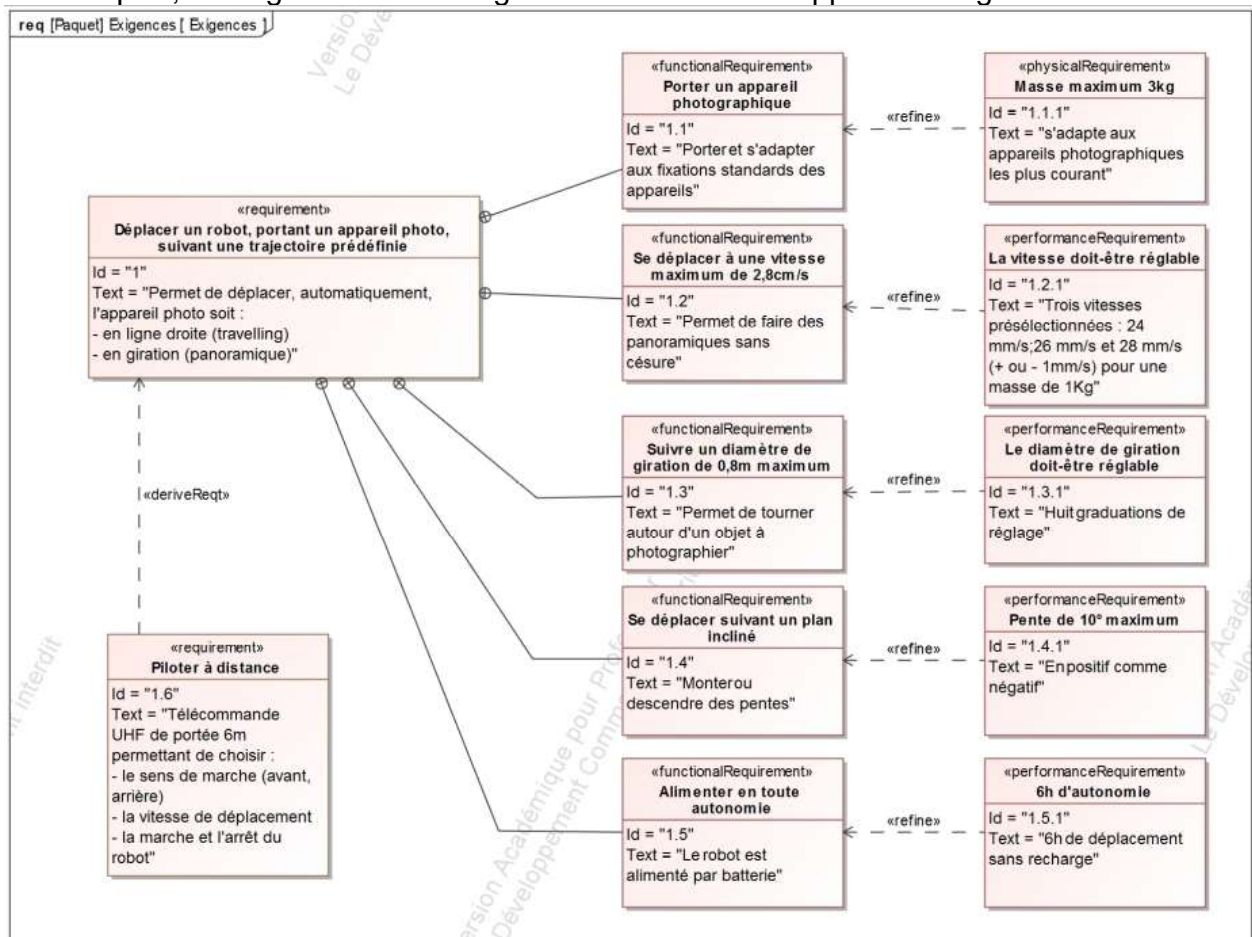 req [Paquet] Exigences [ Exigences ]
«requirement»
Déplacer un robot, portant un appareil photo,
suivant une trajectoire prédéfinie
Id = "1"
Text = "Permet de déplacer, automatiquement,
l'appareil photo soit :
- en ligne droite (travelling)
- en giration (panoramique)"
«deriveReqt»
«requirement»
Piloter à distance
Id = "1.6"
Text = "Télécommande
UHF de portée 6m
permettant de choisir :
- le sens de marche (avant,
arrière)
- la vitesse de déplacement
- la marche et l'arrêt du
robot"
«functionalRequirement»
Porter un appareil
photographique
Id = "1.1"
Text = "Porter et s'adapter
aux fixations standards des
appareils"
«refine»
«physicalRequirement»
Masse maximum 3kg
Id = "1.1.1"
Text = "s'adapte aux
appareils photographiques
les plus courant"
«functionalRequirement»
Se déplacer à une vitesse
maximum de 2,8cm/s
Id = "1.2"
Text = "Permet de faire des
panoramiques sans
césure"
«refine»
«performanceRequirement»
La vitesse doit-être réglable
Id = "1.2.1"
Text = "Trois vitesses
présélectionnées : 24
mm/s;26 mm/s et 28 mm/s
(+ ou - 1mm/s) pour une
masse de 1Kg"
«functionalRequirement»
Suivre un diamètre de
giration de 0,8m maximum
Id = "1.3"
Text = "Permet de tourner
autour d'un objet à
photographier"
«refine»
«performanceRequirement»
Le diamètre de giration
doit-être réglable
Id = "1.3.1"
Text = "Huit graduations de
réglage"
«functionalRequirement»
Se déplacer suivant un plan
incliné
Id = "1.4"
Text = "Monter ou
descendre des pentes"
«refine»
«performanceRequirement»
Pente de 10° maximum
Id = "1.4.1"
Text = "En positif comme
négatif"
«functionalRequirement»
Alimenter en toute
autonomie
Id = "1.5"
Text = "Le robot est
alimenté par batterie"
«refine»
«performanceRequirement»
6h d'autonomie
Id = "1.5.1"
Text = "6h de déplacement
sans recharge"